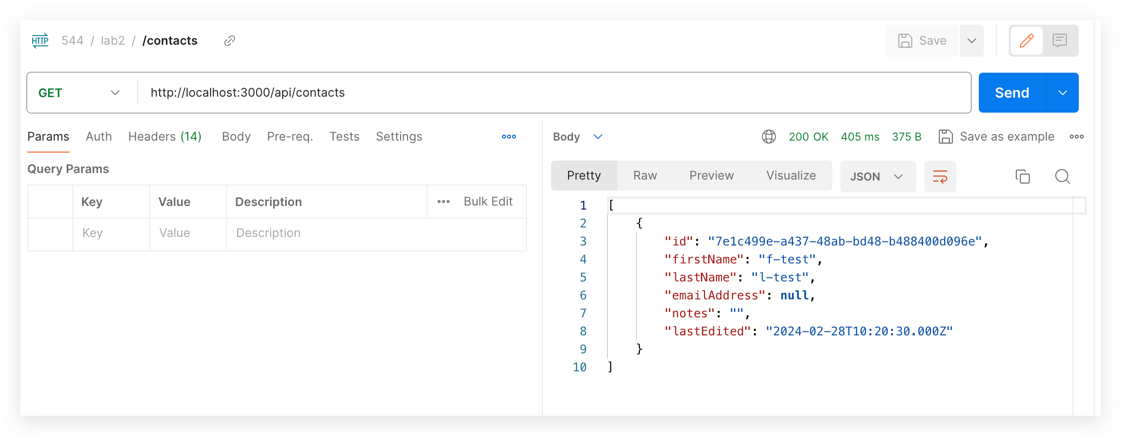 HTTP 544 / lab2 / /contacts Save
GET http://localhost:3000/api/contacts Send
Params Auth Headers (14) Body Pre-req. Tests Settings
Body 200 OK 405 ms 375 B Save as example
Query Params
Pretty Raw Preview Visualize JSON
Key Value Description Bulk Edit
Key Value Description
1 [
2 {
3 "id": "7e1c499e-a437-48ab-bd48-b488400d096e",
4 "firstName": "f-test",
5 "lastName": "l-test",
6 "emailAddress": null,
7 "notes": "",
8 "lastEdited": "2024-02-28T10:20:30.000Z"
9 }
10 ]